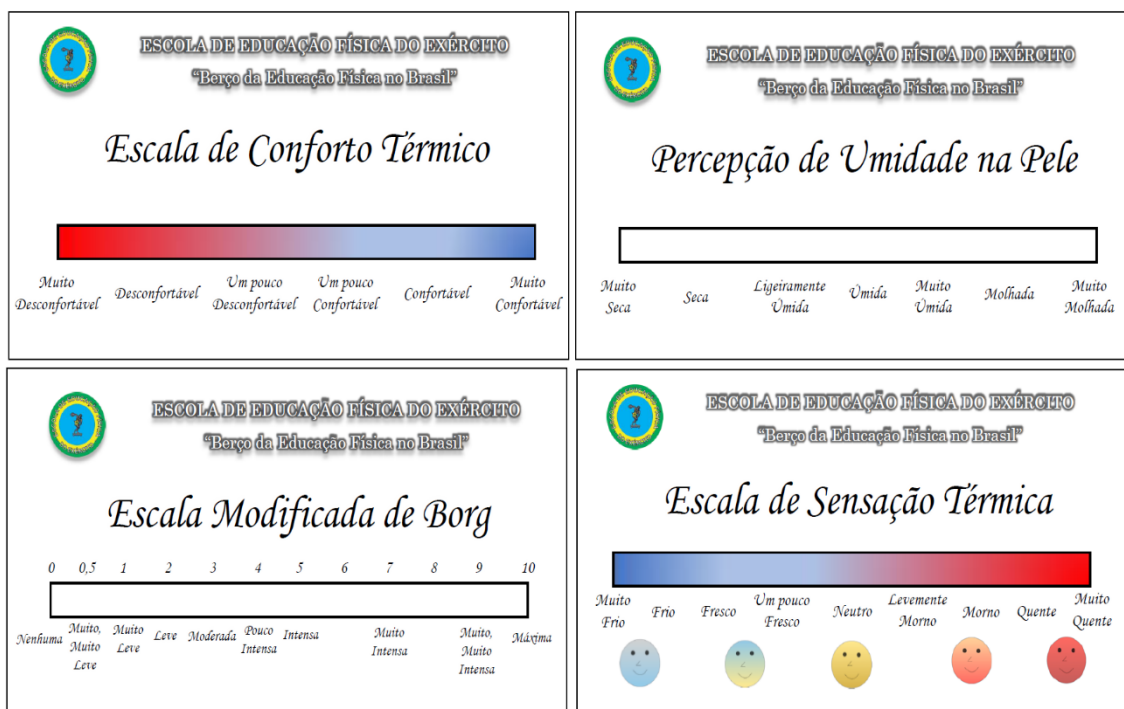 ESCOLA DE EDUCAÇÃO FÍSICA DO EXÉRCITO
“Berço da Educação Física no Brasil”
Escala de Conforto Térmico
Muito Desconfortável
Desconfortável
Um pouco Desconfortável
Um pouco Confortável
Confortável
Muito Confortável
ESCOLA DE EDUCAÇÃO FÍSICA DO EXÉRCITO
“Berço da Educação Física no Brasil”
Percepção de Umidade na Pele
Muito Seca
Seca
Ligeiramente Úmida
Úmida
Muito Úmida
Molhada
Muito Molhada
ESCOLA DE EDUCAÇÃO FÍSICA DO EXÉRCITO
“Berço da Educação Física no Brasil”
Escala Modificada de Borg
0 0,5 1 2 3 4 5 6 7 8 9 10
Nenhuma
Muito, Muito Leve
Muito Leve
Leve
Moderada
Pouco Intensa
Intensa
Muito Intensa
Muito, Muito Intensa
Máxima
ESCOLA DE EDUCAÇÃO FÍSICA DO EXÉRCITO
“Berço da Educação Física no Brasil”
Escala de Sensação Térmica
Muito Frio
Frio
Fresco
Um pouco Fresco
Neutro
Levemente Morno
Morno
Quente
Muito Quente